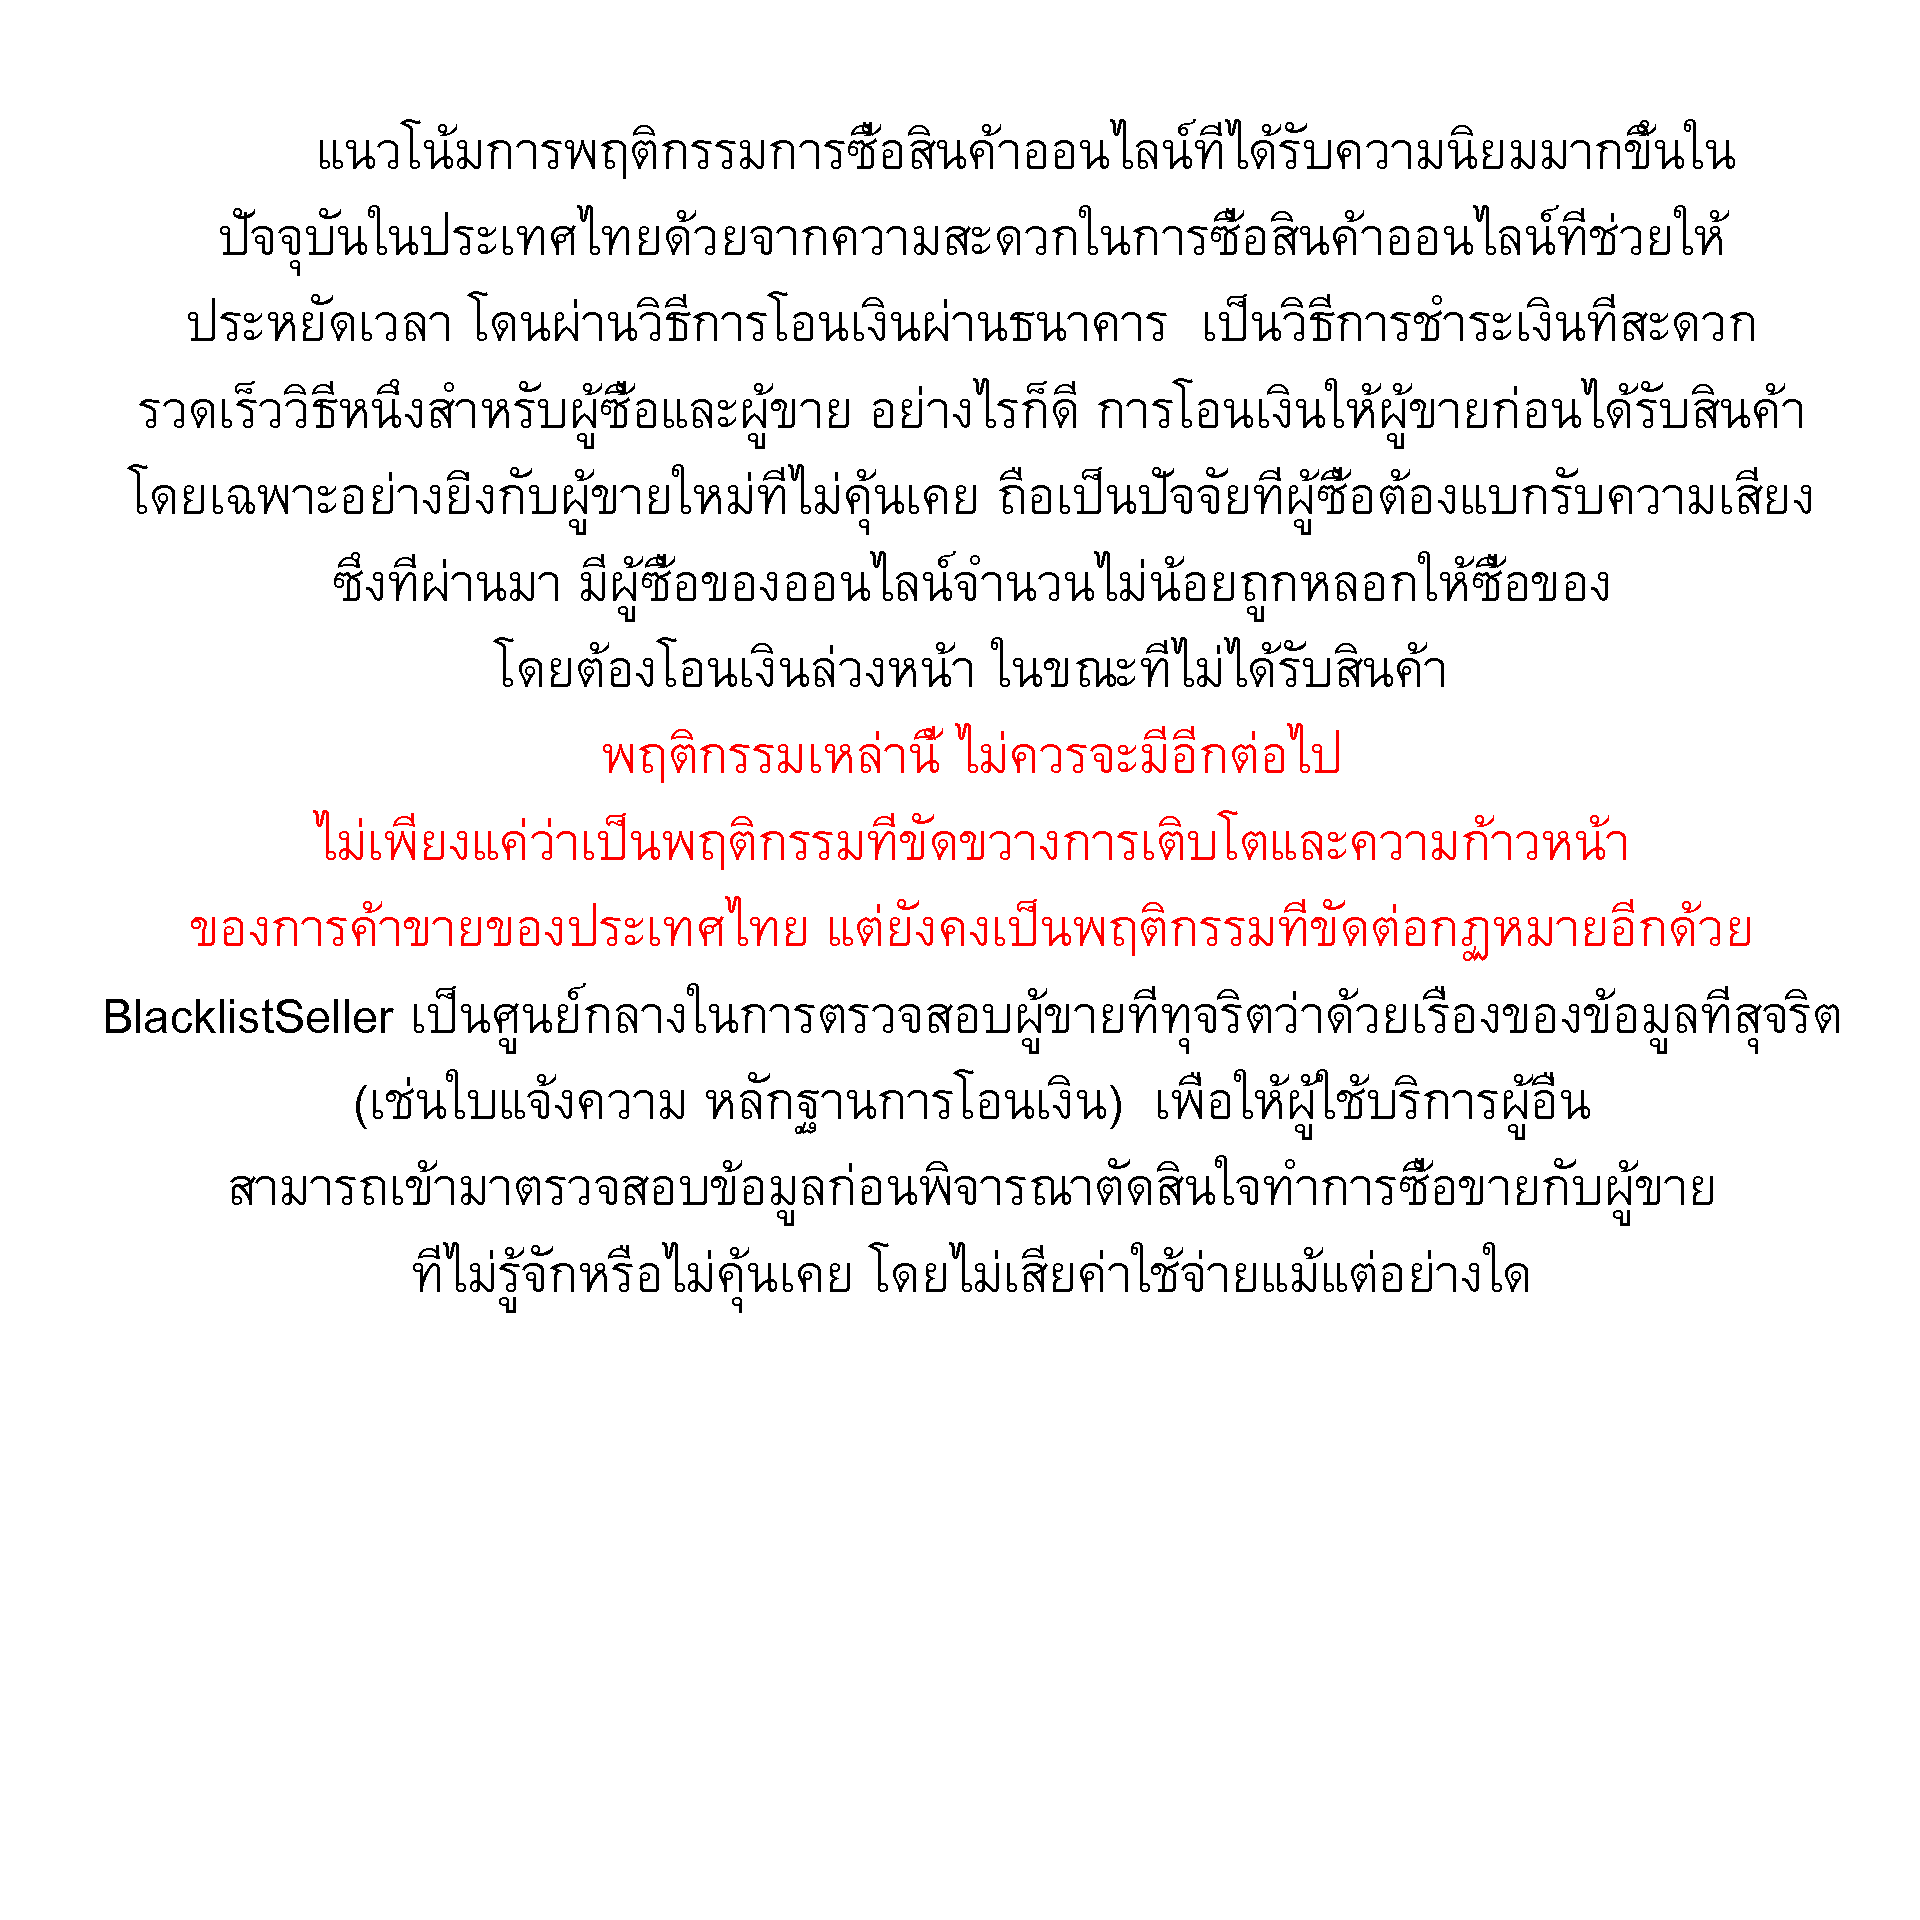 แนวโน้มการพฤติกรรมการซื้อสินค้าออนไลน์ที่ได้รับความนิยมมากขึ้นใน
ปัจจุบันในประเทศไทยด้วยจากความสะดวกในการซื้อสินค้าออนไลน์ที่ช่วยให้
ประหยัดเวลา โดนผ่านวิธีการโอนเงินผ่านธนาคาร เป็นวิธีการชำระเงินที่สะดวก
รวดเร็ววิธีหนึ่งสำหรับผู้ซื้อและผู้ขาย อย่างไรก็ดี การโอนเงินให้ผู้ขายก่อนได้รับสินค้า
โดยเฉพาะอย่างยิ่งกับผู้ขายใหม่ที่ไม่คุ้นเคย ถือเป็นปัจจัยที่ผู้ซื้อต้องแบกรับความเสี่ยง
ซึ่งที่ผ่านมา มีผู้ซื้อของออนไลน์จำนวนไม่น้อยถูกหลอกให้ซื้อของ
โดยต้องโอนเงินล่วงหน้า ในขณะที่ไม่ได้รับสินค้า
พฤติกรรมเหล่านี้ ไม่ควรจะมีอีกต่อไป
ไม่เพียงแค่ว่าเป็นพฤติกรรมที่ขัดขวางการเติบโตและความก้าวหน้า
ของการค้าขายของประเทศไทย แต่ยังคงเป็นพฤติกรรมที่ขัดต่อกฏหมายอีกด้วย
BlacklistSeller เป็นศูนย์กลางในการตรวจสอบผู้ขายที่ทุจริตว่าด้วยเรื่องของข้อมูลที่สุจริต
(เช่นใบแจ้งความ หลักฐานการโอนเงิน) เพื่อให้ผู้ใช้บริการผู้อื่น
สามารถเข้ามาตรวจสอบข้อมูลก่อนพิจารณาตัดสินใจทำการซื้อขายกับผู้ขาย
ที่ไม่รู้จักหรือไม่คุ้นเคย โดยไม่เสียค่าใช้จ่ายแม้แต่อย่างใด